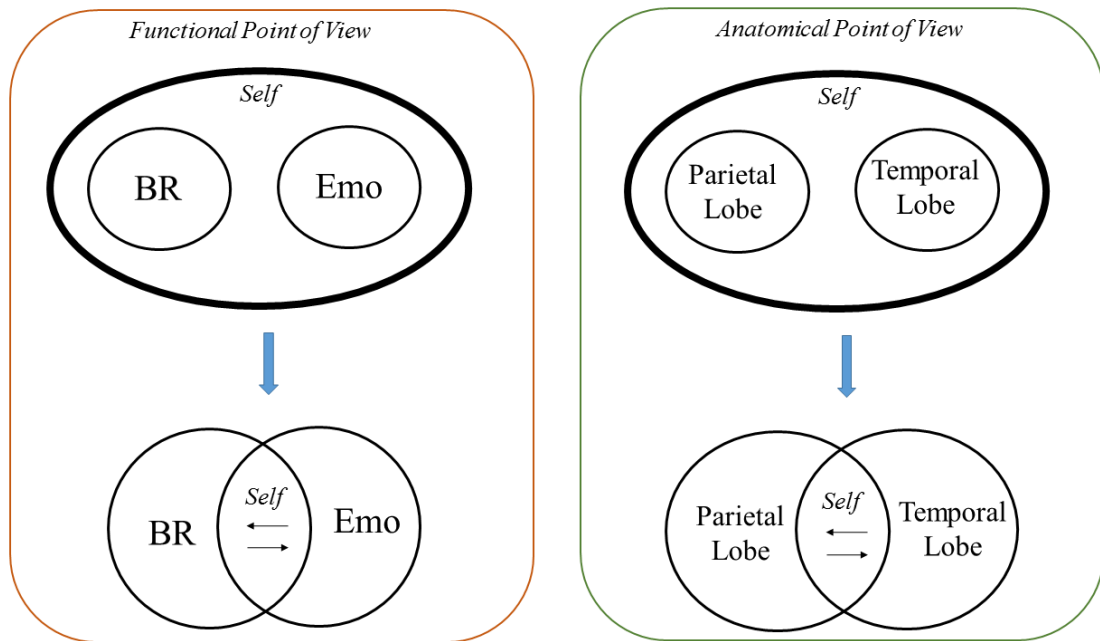 Functional Point of View
Self
BR
Emo
Self
BR
Emo
Anatomical Point of View
Self
Parietal
Lobe
Temporal
Lobe
Self
Parietal
Lobe
Temporal
Lobe